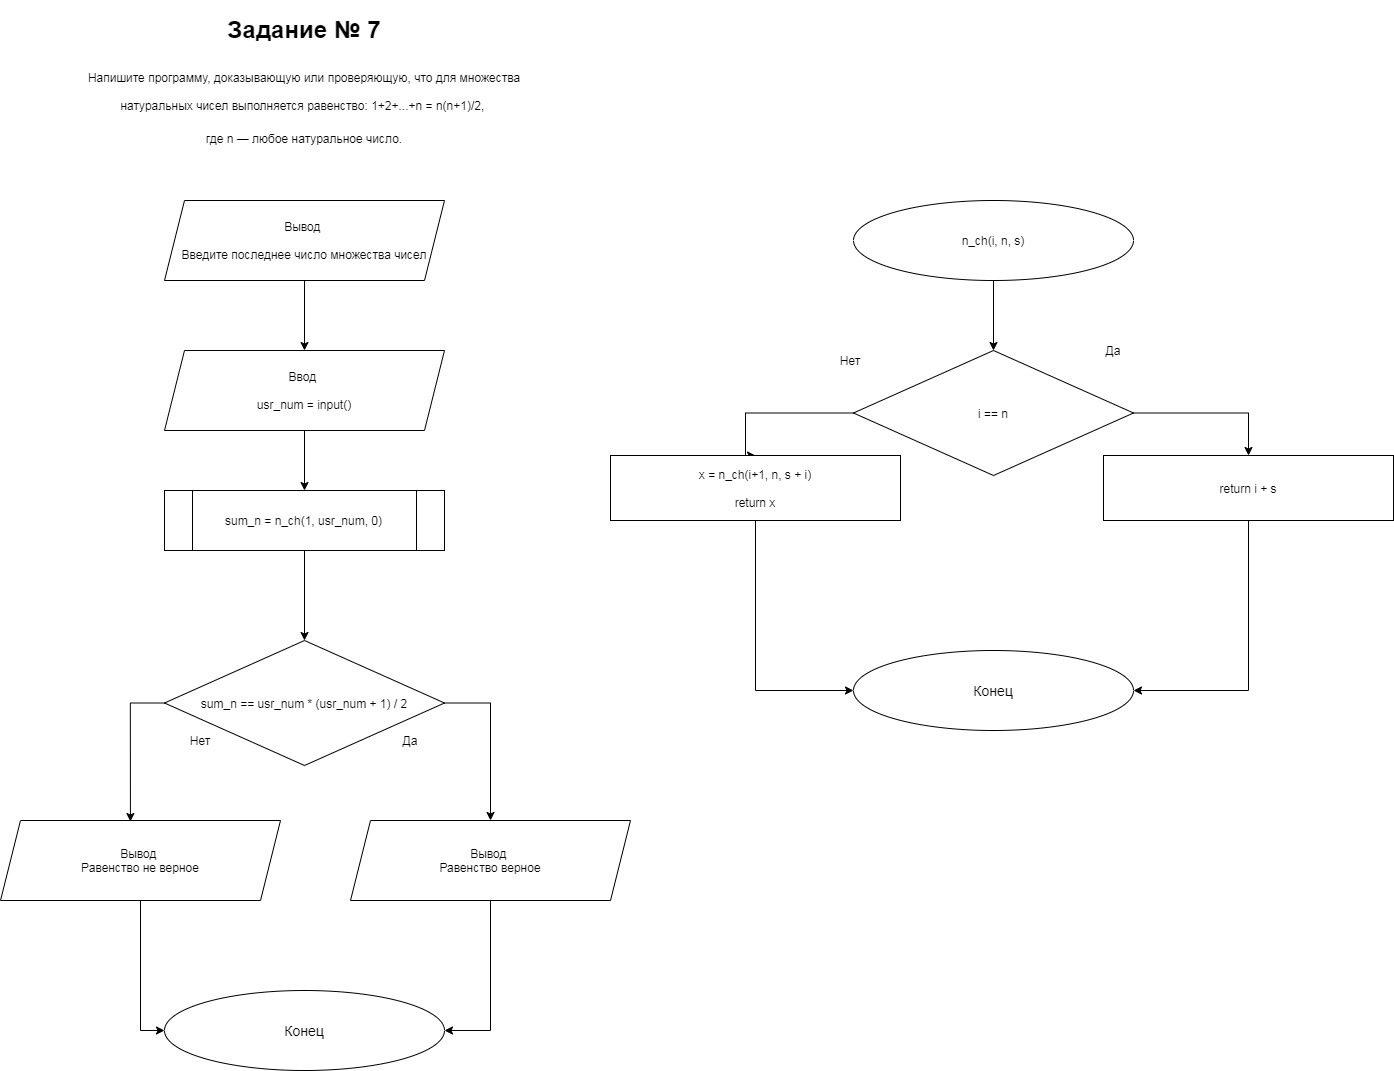 Задание № 7
Напишите программу, доказывающую или проверяющую, что для множества
натуральных чисел выполняется равенство: 1+2+...+n = n(n+1)/2,
где n — любое натуральное число.
Вывод
Введите последнее число множества чисел
Ввод
usr_num = input()
sum_n = n_ch(1, usr_num, 0)
sum_n == usr_num * (usr_num + 1) / 2
Нет
Да
Вывод
Равенство не верное
Вывод
Равенство верное
Конец
n_ch(i, n, s)
Нет
Да
i == n
x = n_ch(i+1, n, s + i)
return x
return i + s
Конец